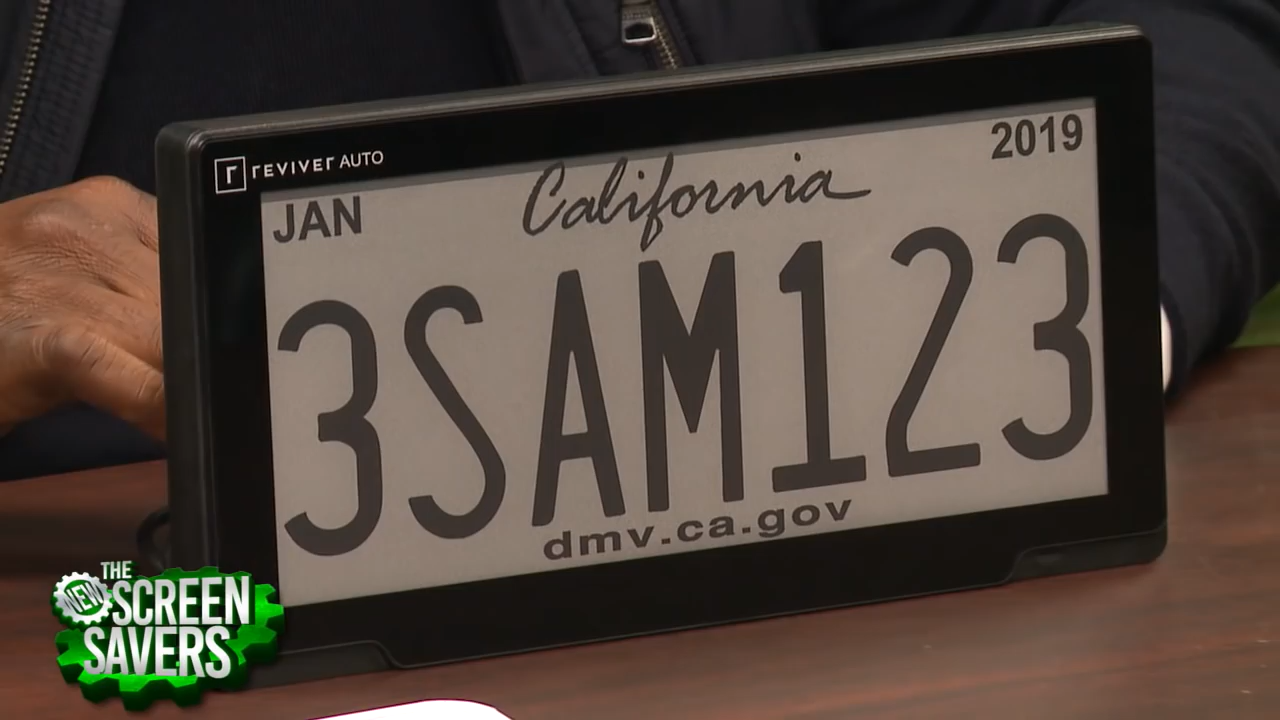 r reviver AUTO
JAN
California
2019
3SAM123
dmv.ca.gov
THE
NEW
SCREEN
SAVERS